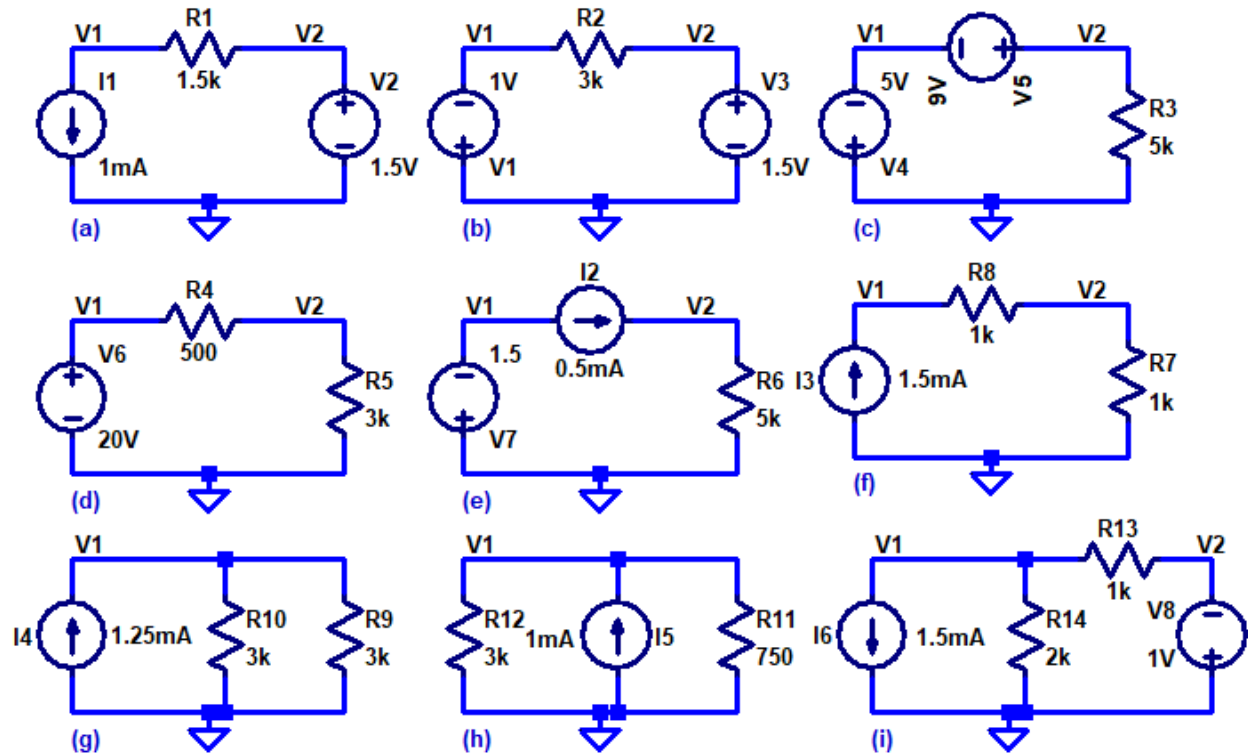 V1 R1 V2
I1 1.5k V2
1mA 1.5V
(a)
V1 R2 V2
1V 3k V3
V1 1.5V
(b)
V1 V2
5V 9V V5 R3
V4 5k
(c)
V1 R4 V2
V6 500 R5
20V 3k
(d)
I2
V1 V2
1.5 0.5mA R6
V7 5k
(e)
R8
V1 V2
1k
I3 1.5mA R7
1k
(f)
V1
R10 R9
I4 1.25mA
3k 3k
(g)
V1
R12 R11
1mA I5
3k 750
(h)
R13
V1 V2
1k
V8
R14
I6 1.5mA
2k 1V
(i)